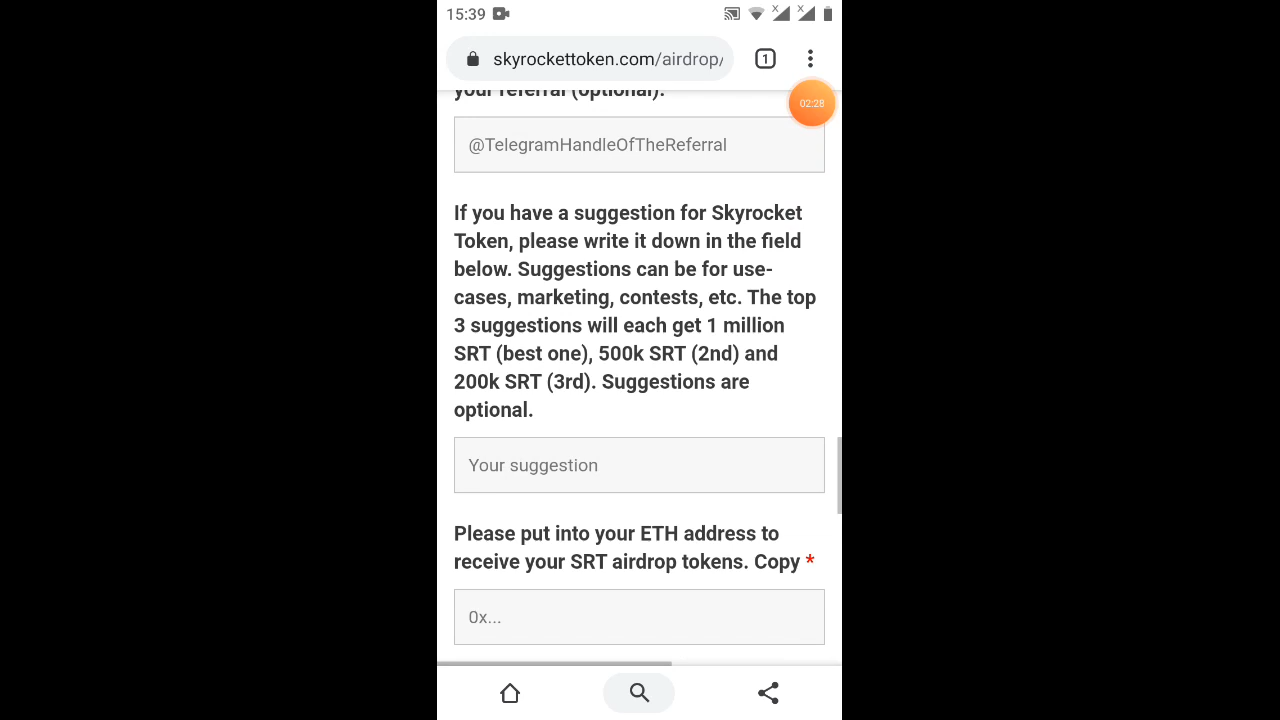 15:39
skyrockettoken.com/airdrop/
1
your referral (optional).
02:28
@TelegramHandleOfTheReferral
If you have a suggestion for Skyrocket
Token, please write it down in the field
below. Suggestions can be for use-
cases, marketing, contests, etc. The top
3 suggestions will each get 1 million
SRT (best one), 500k SRT (2nd) and
200k SRT (3rd). Suggestions are
optional.
Your suggestion
Please put into your ETH address to
receive your SRT airdrop tokens. Copy *
0x...